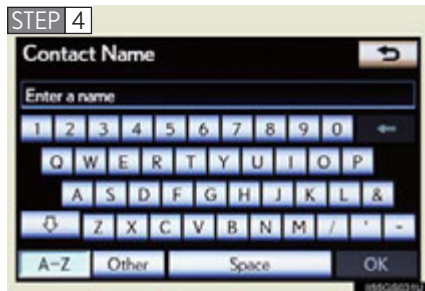 STEP 4
Contact Name
Enter a name
1 2 3 4 5 6 7 8 9 0
Q W E R T Y U I O P
A S D F G H J K L &
Z X C V B N M / ' -
A-Z Other Space OK